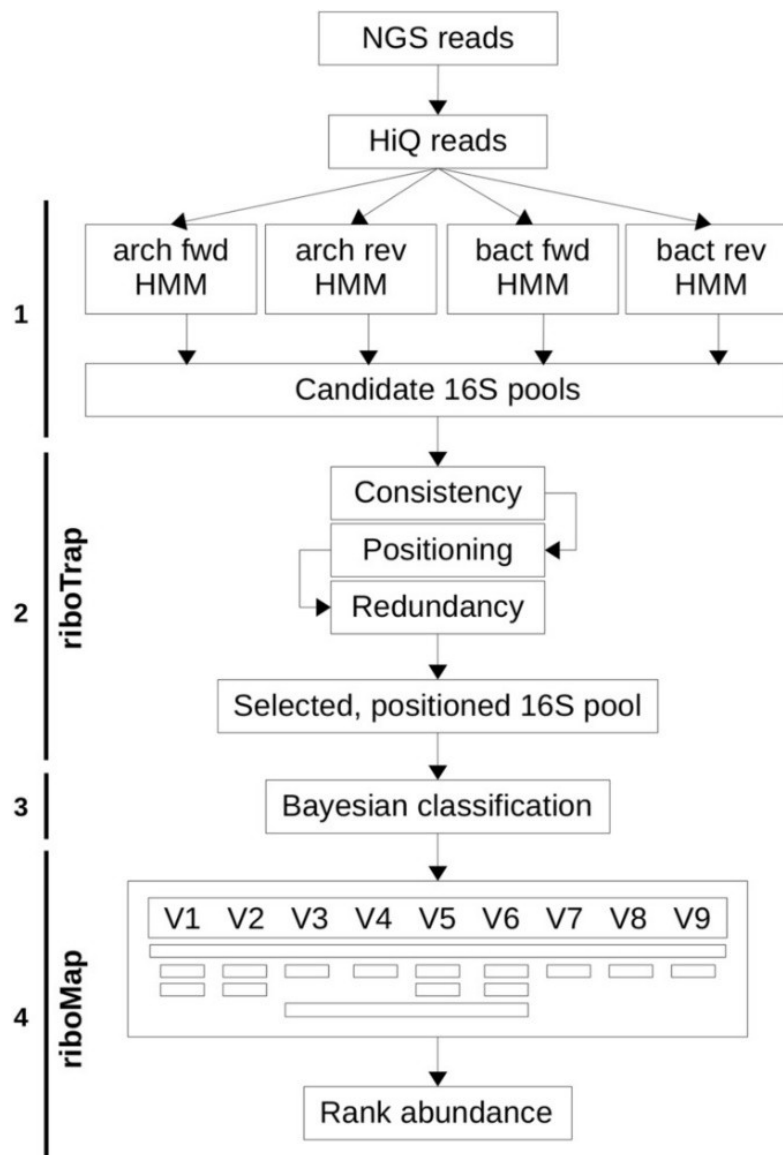 NGS reads
HiQ reads
1
arch fwd
HMM
arch rev
HMM
bact fwd
HMM
bact rev
HMM
Candidate 16S pools
2
riboTrap
Consistency
Positioning
Redundancy
Selected, positioned 16S pool
3
Bayesian classification
4
riboMap
V1 V2 V3 V4 V5 V6 V7 V8 V9
Rank abundance